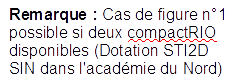 Remarque : Cas de figure n°1
possible si deux compactRIO
disponibles (Dotation STI2D
SIN dans l'académie du Nord)